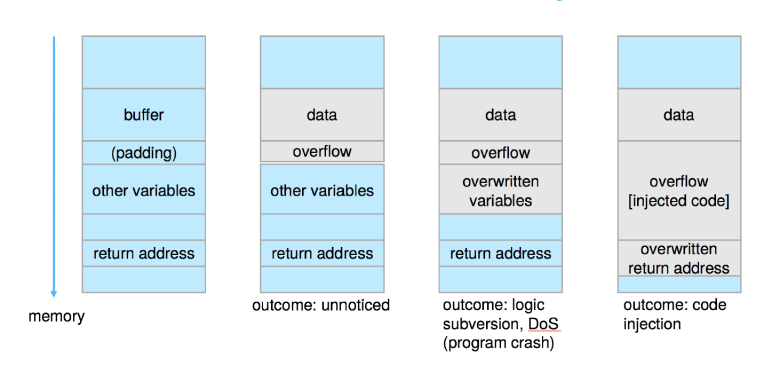 buffer
(padding)
other variables
return address
memory
data
overflow
other variables
return address
outcome: unnoticed
data
overflow
overwritten
variables
return address
outcome: logic
subversion, DoS
(program crash)
data
overflow
[injected code]
overwritten
return address
outcome: code
injection